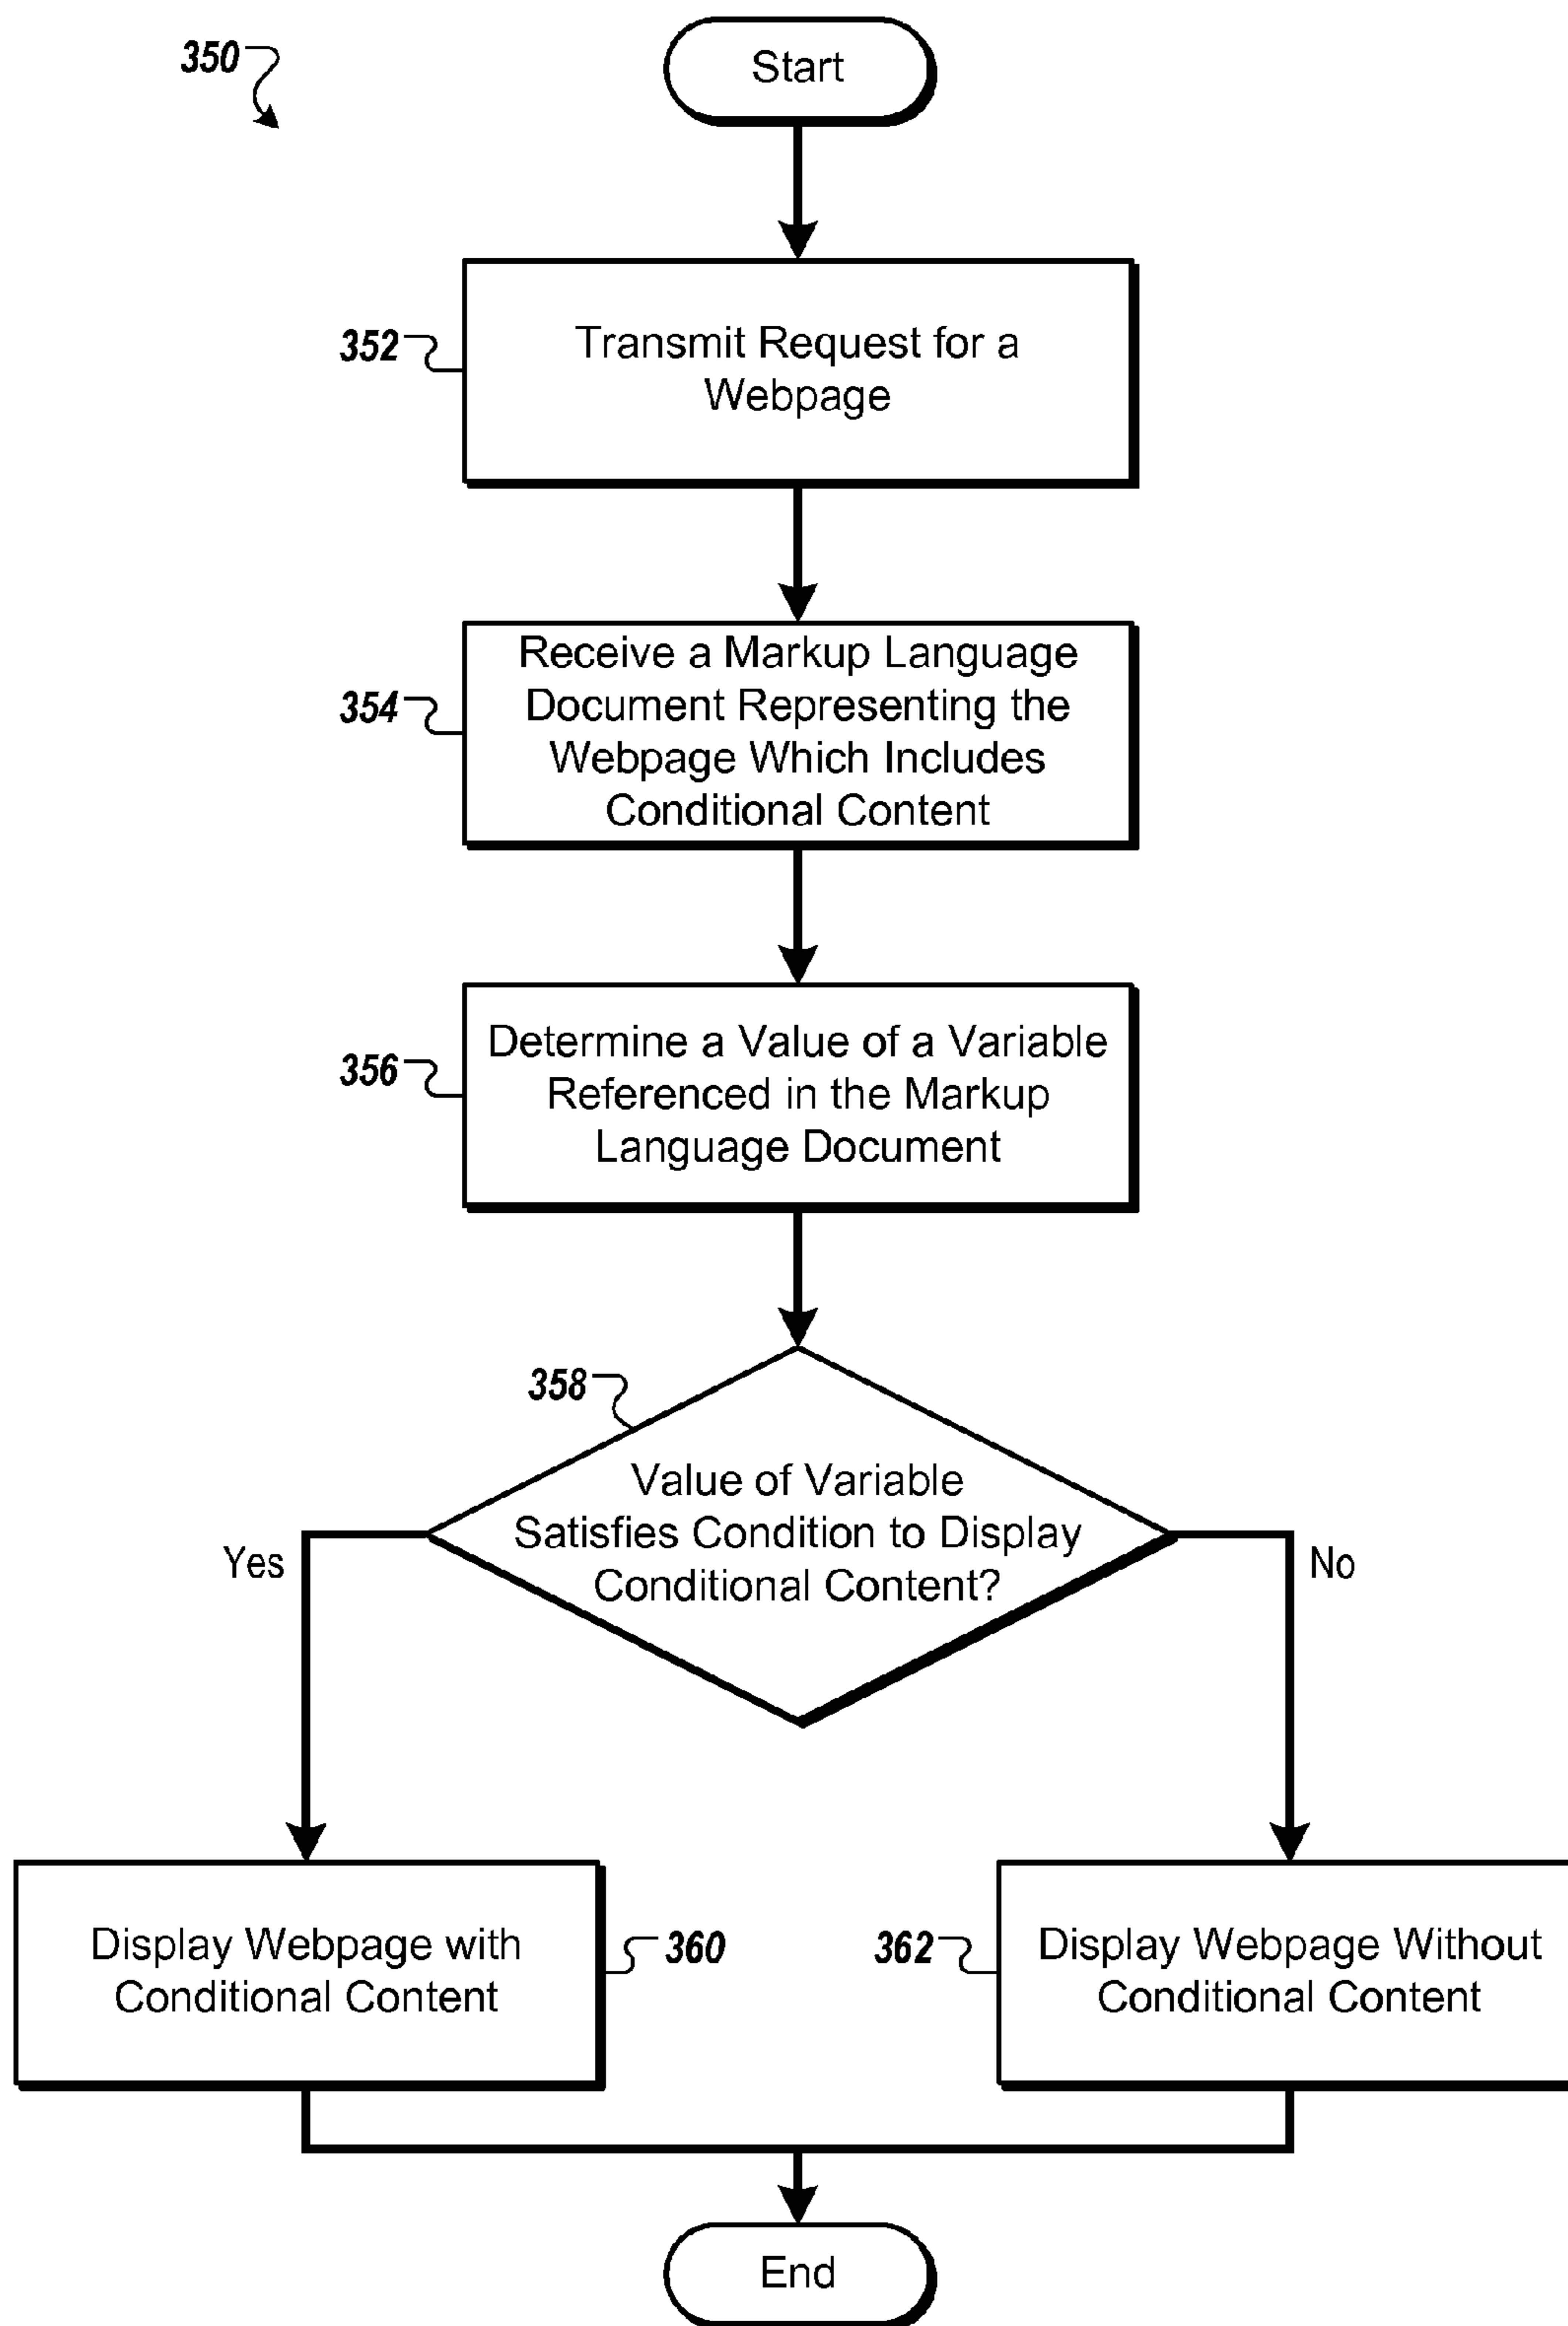 350
Start
352
Transmit Request for a
Webpage
354
Receive a Markup Language
Document Representing the
Webpage Which Includes
Conditional Content
356
Determine a Value of a Variable
Referenced in the Markup
Language Document
358
Value of Variable
Satisfies Condition to Display
Conditional Content?
Yes
No
Display Webpage with
Conditional Content
360
362
Display Webpage Without
Conditional Content
End